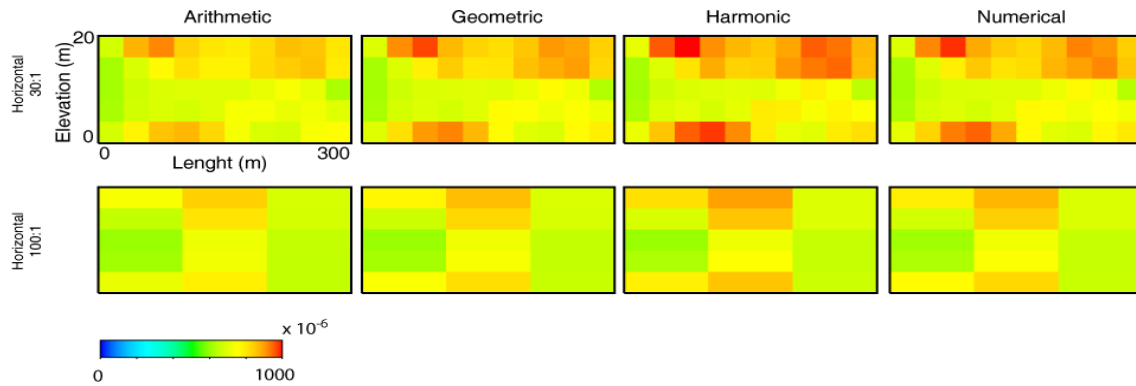 Arithmetic Geometric Harmonic Numerical
Horizontal
30:1
Elevation (m)
20
0
0 300
Lenght (m)
Horizontal
100:1
x 10-6
0 1000